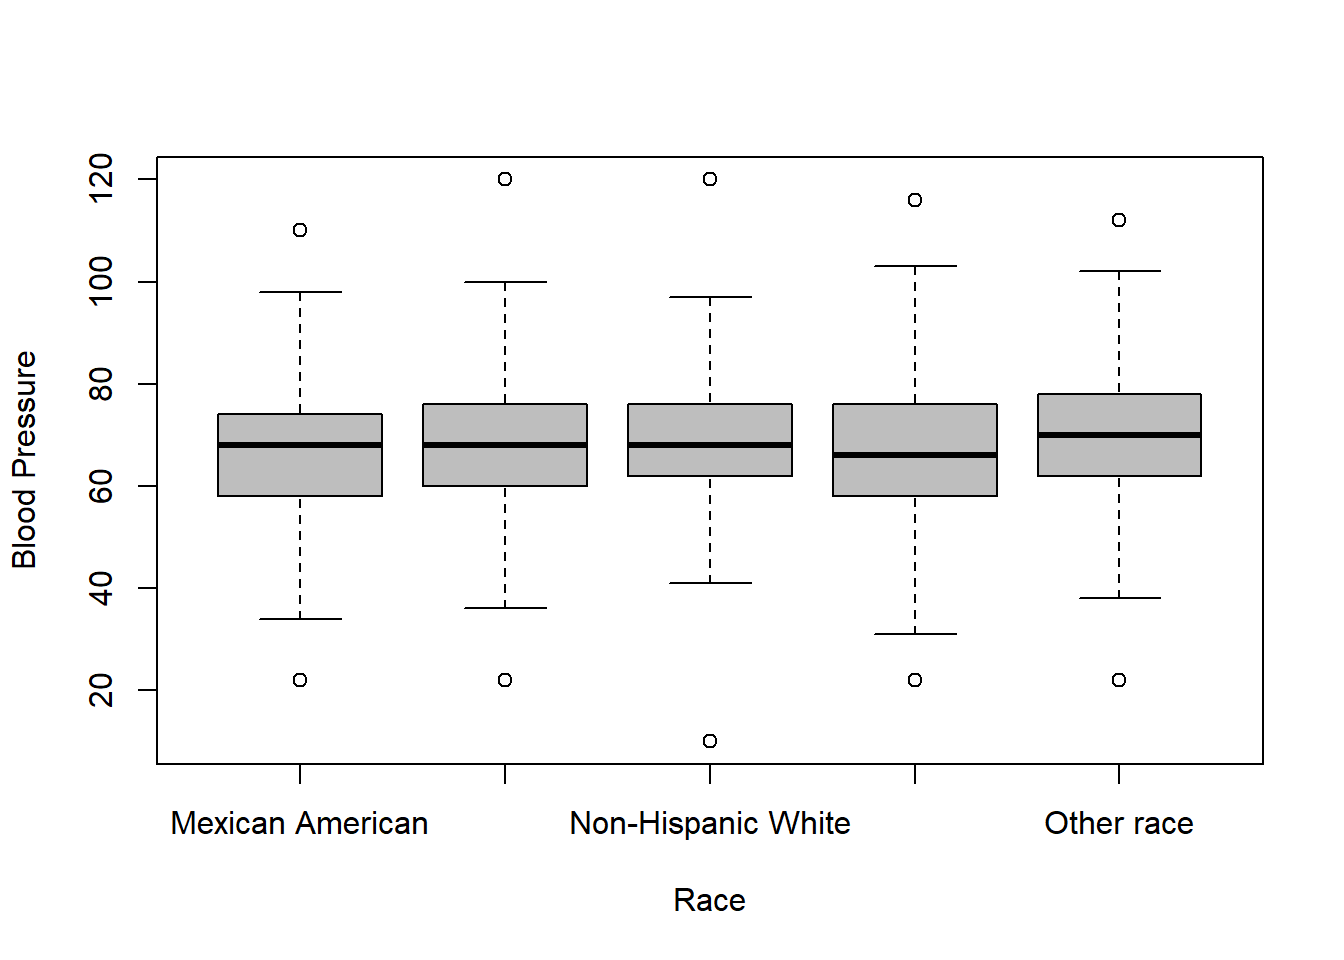 Blood Pressure
120
100
80
60
40
20
Mexican American
Non-Hispanic White
Other race
Race